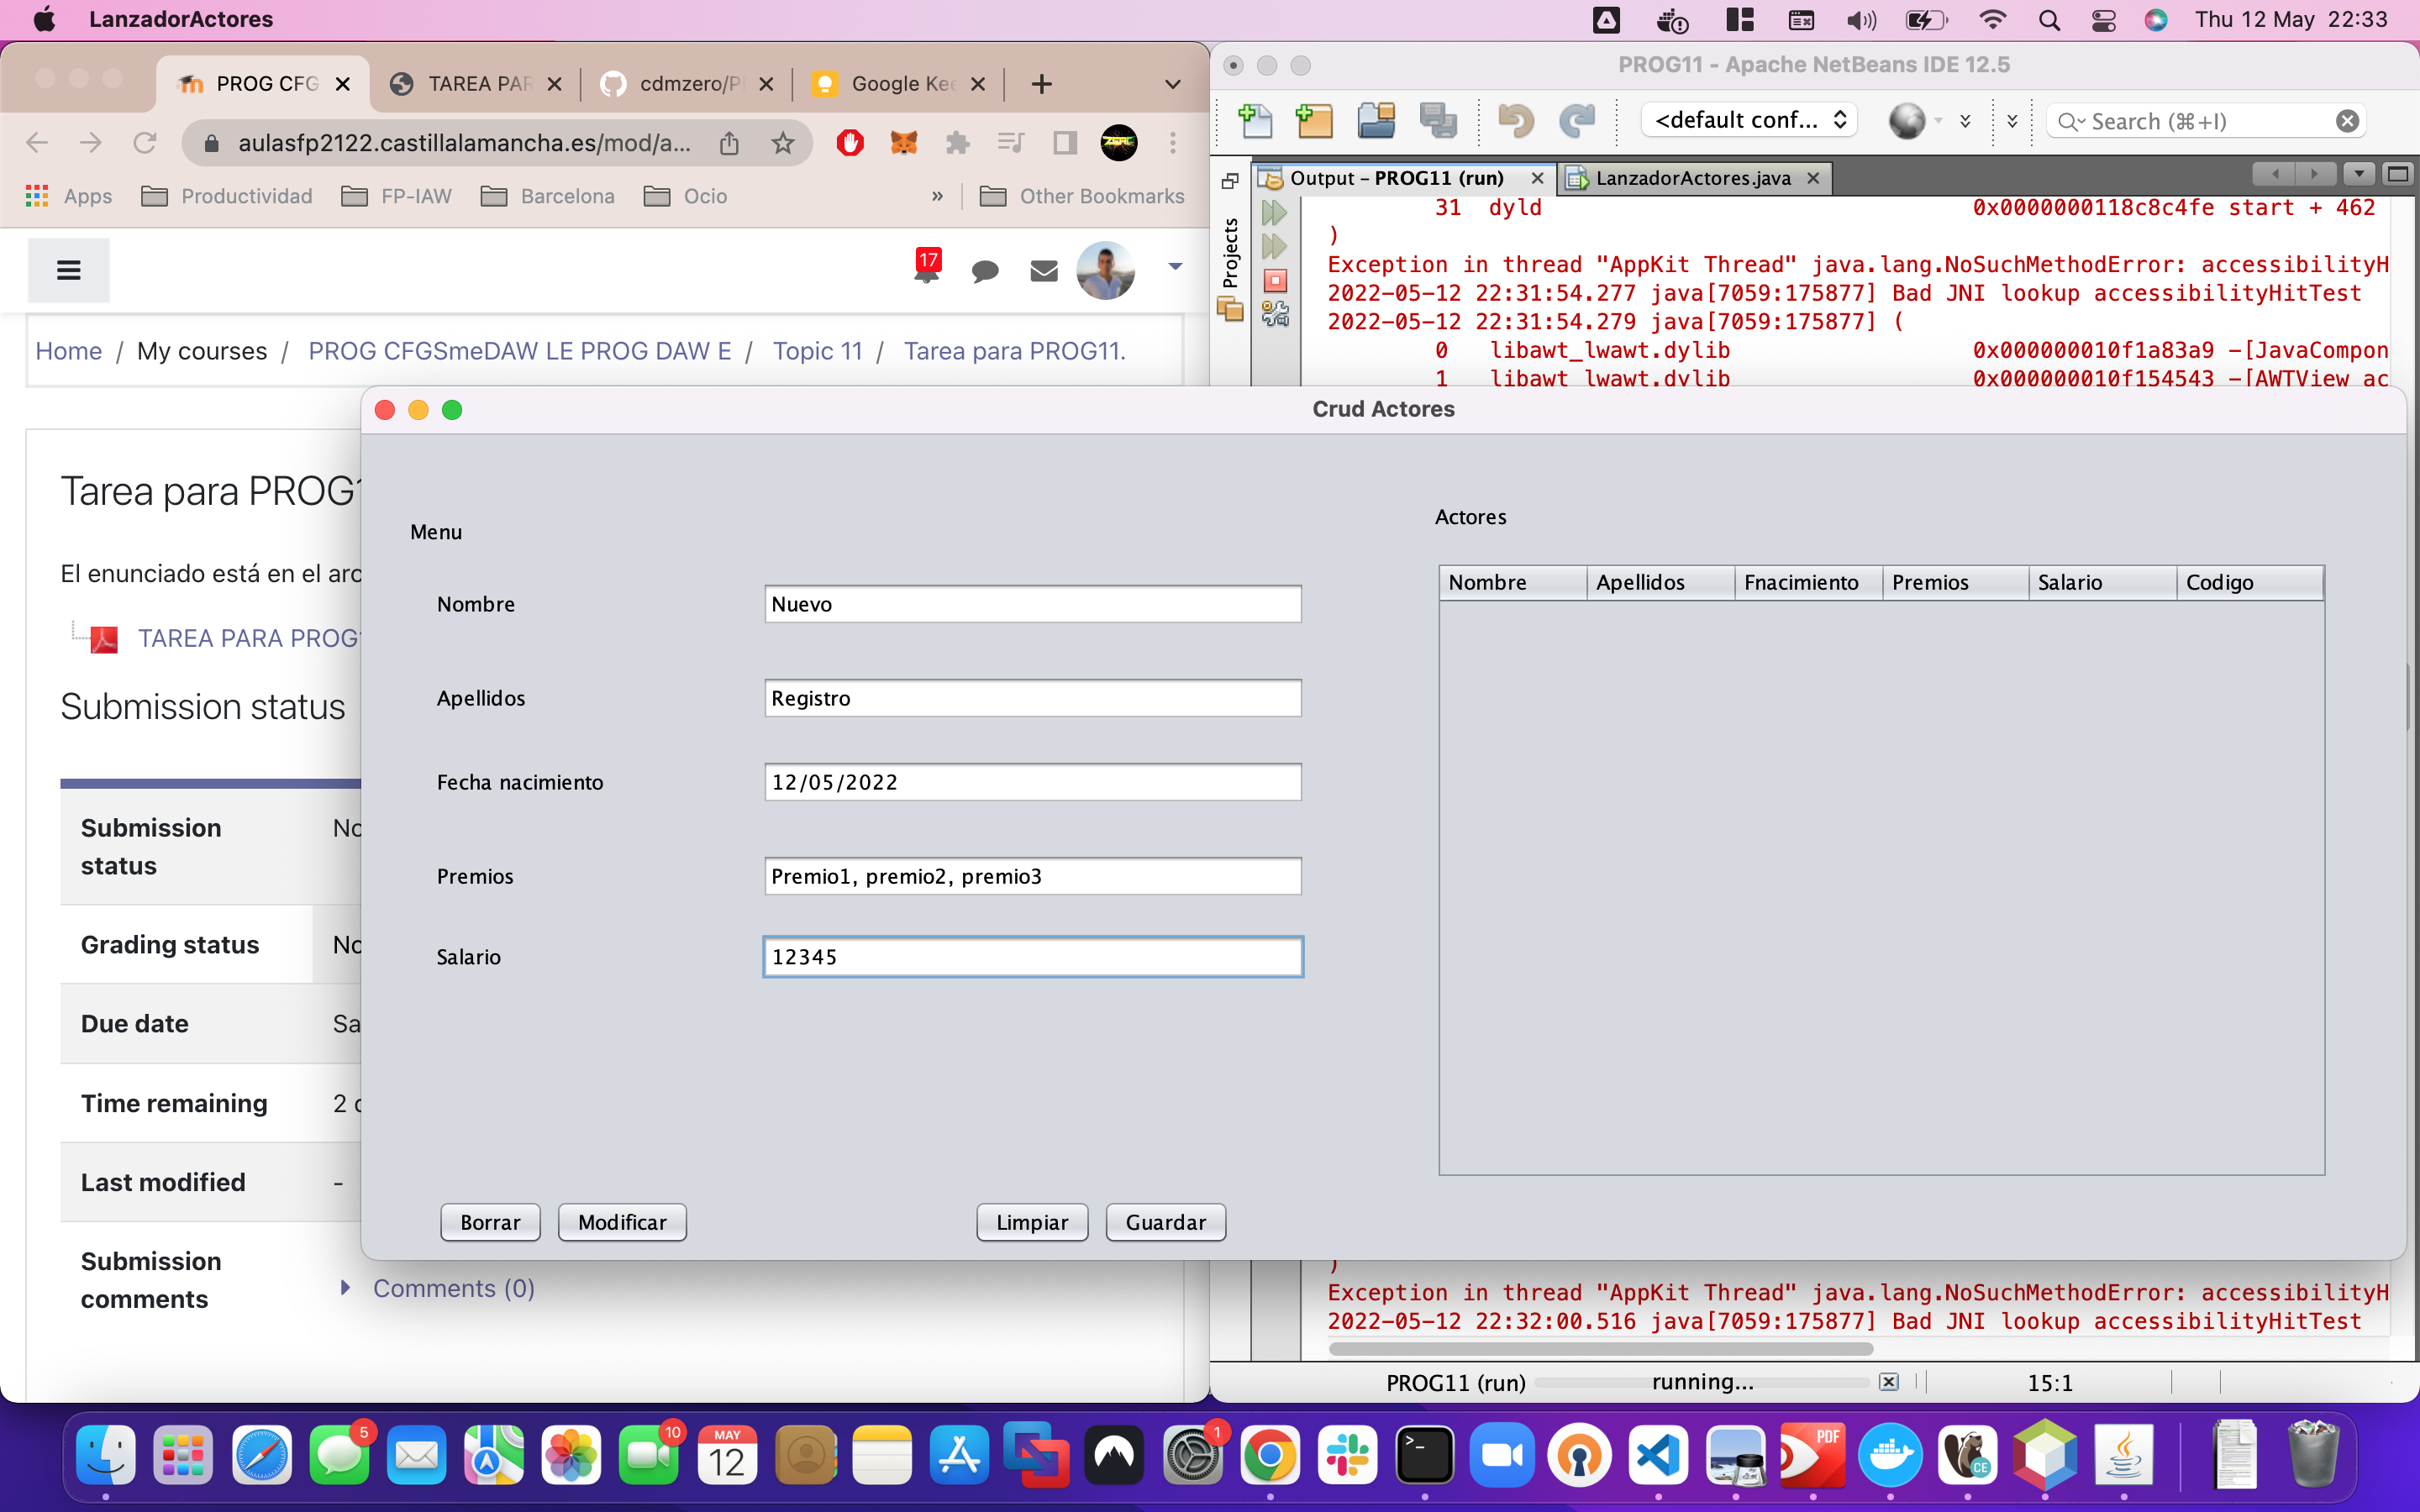 LanzadorActores
Thu 12 May 22:33
PROG CFG
TAREA PAR
cdmzero/P
Google Kee
aulasfp2122.castillalamancha.es/mod/a...
Apps
Productividad
FP-IAW
Barcelona
Ocio
»
Other Bookmarks
17
Home / My courses / PROG CFGSmeDAW LE PROG DAW E / Topic 11 / Tarea para PROG11.
Tarea para PROG
El enunciado está en el arc
TAREA PARA PROG
Submission status
Submission status
No
Grading status
No
Due date
Sa
Time remaining
2 d
Last modified
-
Submission comments
Comments (0)
PROG11 - Apache NetBeans IDE 12.5
<default conf...
Search (⌘+I)
Output – PROG11 (run)
LanzadorActores.java
Projects
31 dyld 0x0000000118c8c4fe start + 462
)
Exception in thread "AppKit Thread" java.lang.NoSuchMethodError: accessibilityH
2022-05-12 22:31:54.277 java[7059:175877] Bad JNI lookup accessibilityHitTest
2022-05-12 22:31:54.279 java[7059:175877] (
0 libawt_lwawt.dylib 0x000000010f1a83a9 -[JavaCompon
1 libawt_lwawt.dylib 0x000000010f154543 -[AWTView ac
Crud Actores
Menu
Nombre
Nuevo
Apellidos
Registro
Fecha nacimiento
12/05/2022
Premios
Premio1, premio2, premio3
Salario
12345
Borrar
Modificar
Limpiar
Guardar
Actores
Nombre Apellidos Fnacimiento Premios Salario Codigo
)
Exception in thread "AppKit Thread" java.lang.NoSuchMethodError: accessibilityH
2022-05-12 22:32:00.516 java[7059:175877] Bad JNI lookup accessibilityHitTest
PROG11 (run)
running...
15:1
5
10
MAY
12
1
>_
PDF
CE